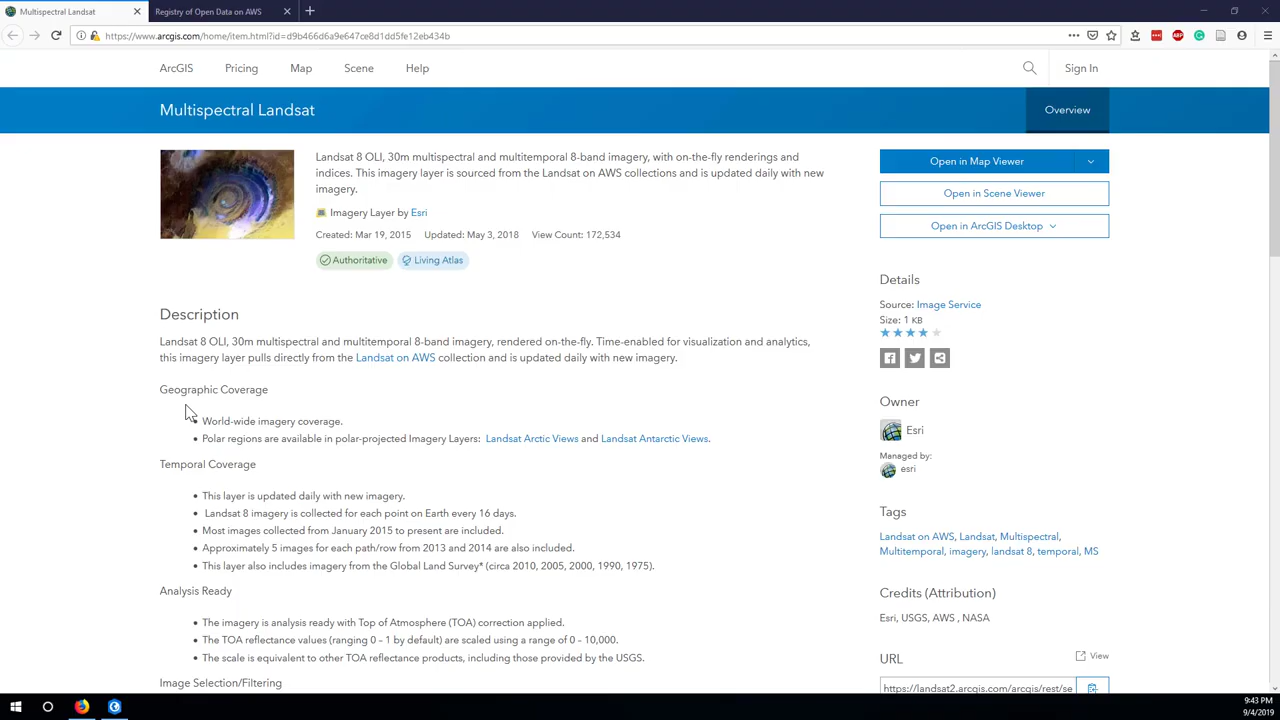 Multispectral Landsat
Registry of Open Data on AWS
https://www.arcgis.com/home/item.html?id=d9b466d6a9e647ce8d1dd5fe12eb434b
ArcGIS
Pricing
Map
Scene
Help
Sign In
Multispectral Landsat
Overview
Landsat 8 OLI, 30m multispectral and multitemporal 8-band imagery, with on-the-fly renderings and
indices. This imagery layer is sourced from the Landsat on AWS collections and is updated daily with new
imagery.
Imagery Layer by Esri
Created: Mar 19, 2015 Updated: May 3, 2018 View Count: 172,534
Authoritative
Living Atlas
Open in Map Viewer
Open in Scene Viewer
Open in ArcGIS Desktop
Description
Landsat 8 OLI, 30m multispectral and multitemporal 8-band imagery, rendered on-the-fly. Time-enabled for visualization and analytics,
this imagery layer pulls directly from the Landsat on AWS collection and is updated daily with new imagery.
Geographic Coverage
• World-wide imagery coverage.
• Polar regions are available in polar-projected Imagery Layers: Landsat Arctic Views and Landsat Antarctic Views.
Temporal Coverage
• This layer is updated daily with new imagery.
• Landsat 8 imagery is collected for each point on Earth every 16 days.
• Most images collected from January 2015 to present are included.
• Approximately 5 images for each path/row from 2013 and 2014 are also included.
• This layer also includes imagery from the Global Land Survey* (circa 2010, 2005, 2000, 1990, 1975).
Analysis Ready
• The imagery is analysis ready with Top of Atmosphere (TOA) correction applied.
• The TOA reflectance values (ranging 0 – 1 by default) are scaled using a range of 0 – 10,000.
• The scale is equivalent to other TOA reflectance products, including those provided by the USGS.
Image Selection/Filtering
Details
Source: Image Service
Size: 1 KB
Owner
Esri
Managed by:
esri
Tags
Landsat on AWS, Landsat, Multispectral,
Multitemporal, imagery, landsat 8, temporal, MS
Credits (Attribution)
Esri, USGS, AWS , NASA
URL
View
https://landsat2.arcgis.com/arcgis/rest/se
9:43 PM
9/4/2019